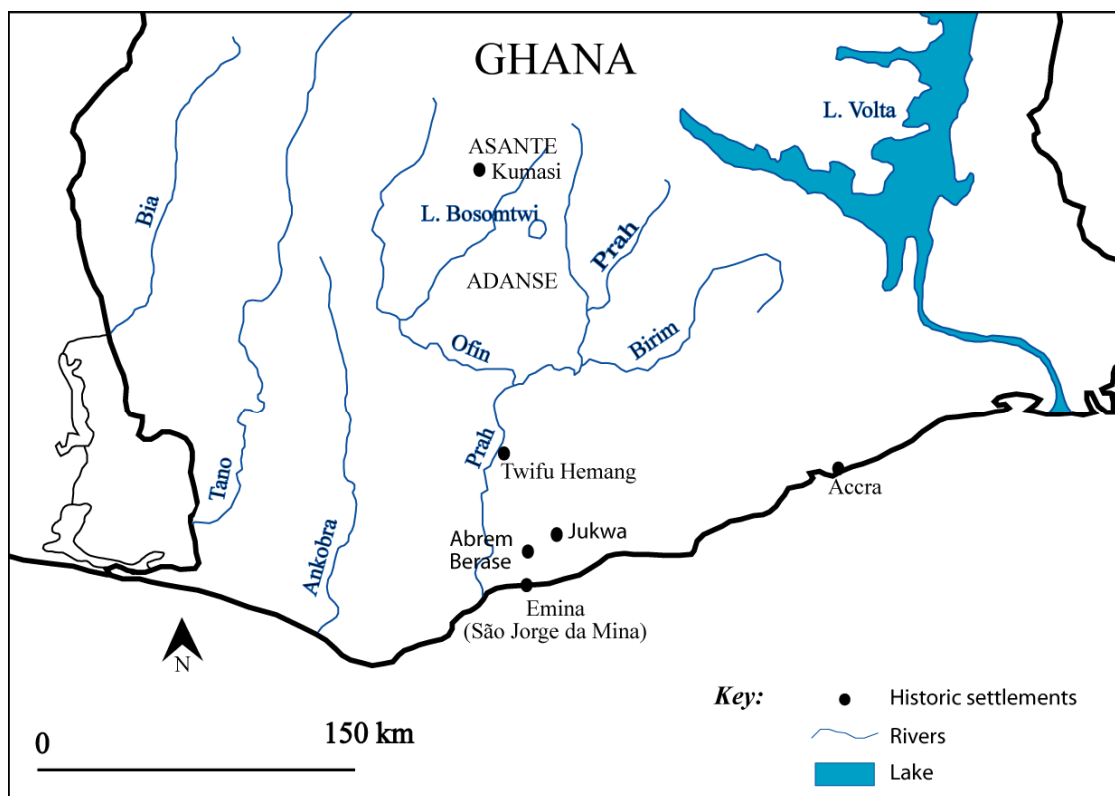 GHANA
L. Volta
ASANTE
Kumasi
Bia
L. Bosomtwi
Prah
ADANSE
Ofin
Birim
Prah
Twifu Hemang
Tano
Accra
Ankobra
Jukwa
Abrem
Berase
Emina
(São Jorge da Mina)
N
0
150 km
Key:
Historic settlements
Rivers
Lake